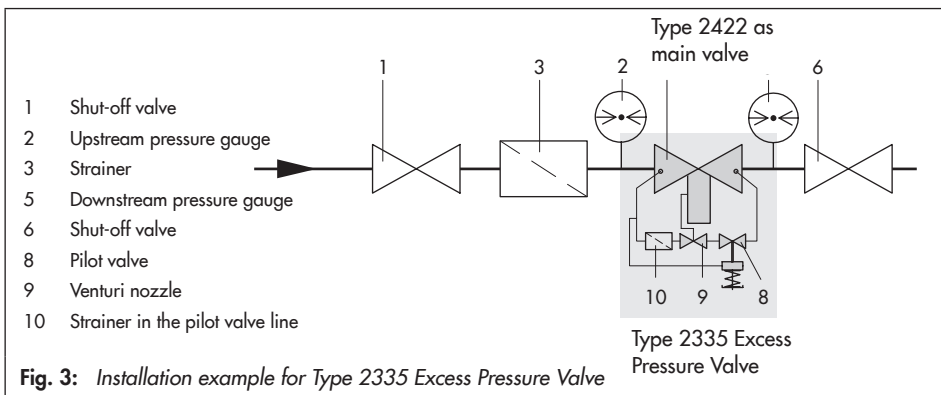 Type 2422 as
main valve
1
3
2
6
1 Shut-off valve
2 Upstream pressure gauge
3 Strainer
5 Downstream pressure gauge
6 Shut-off valve
8 Pilot valve
9 Venturi nozzle
10 Strainer in the pilot valve line
10
9
8
Type 2335 Excess
Pressure Valve
Fig. 3: Installation example for Type 2335 Excess Pressure Valve